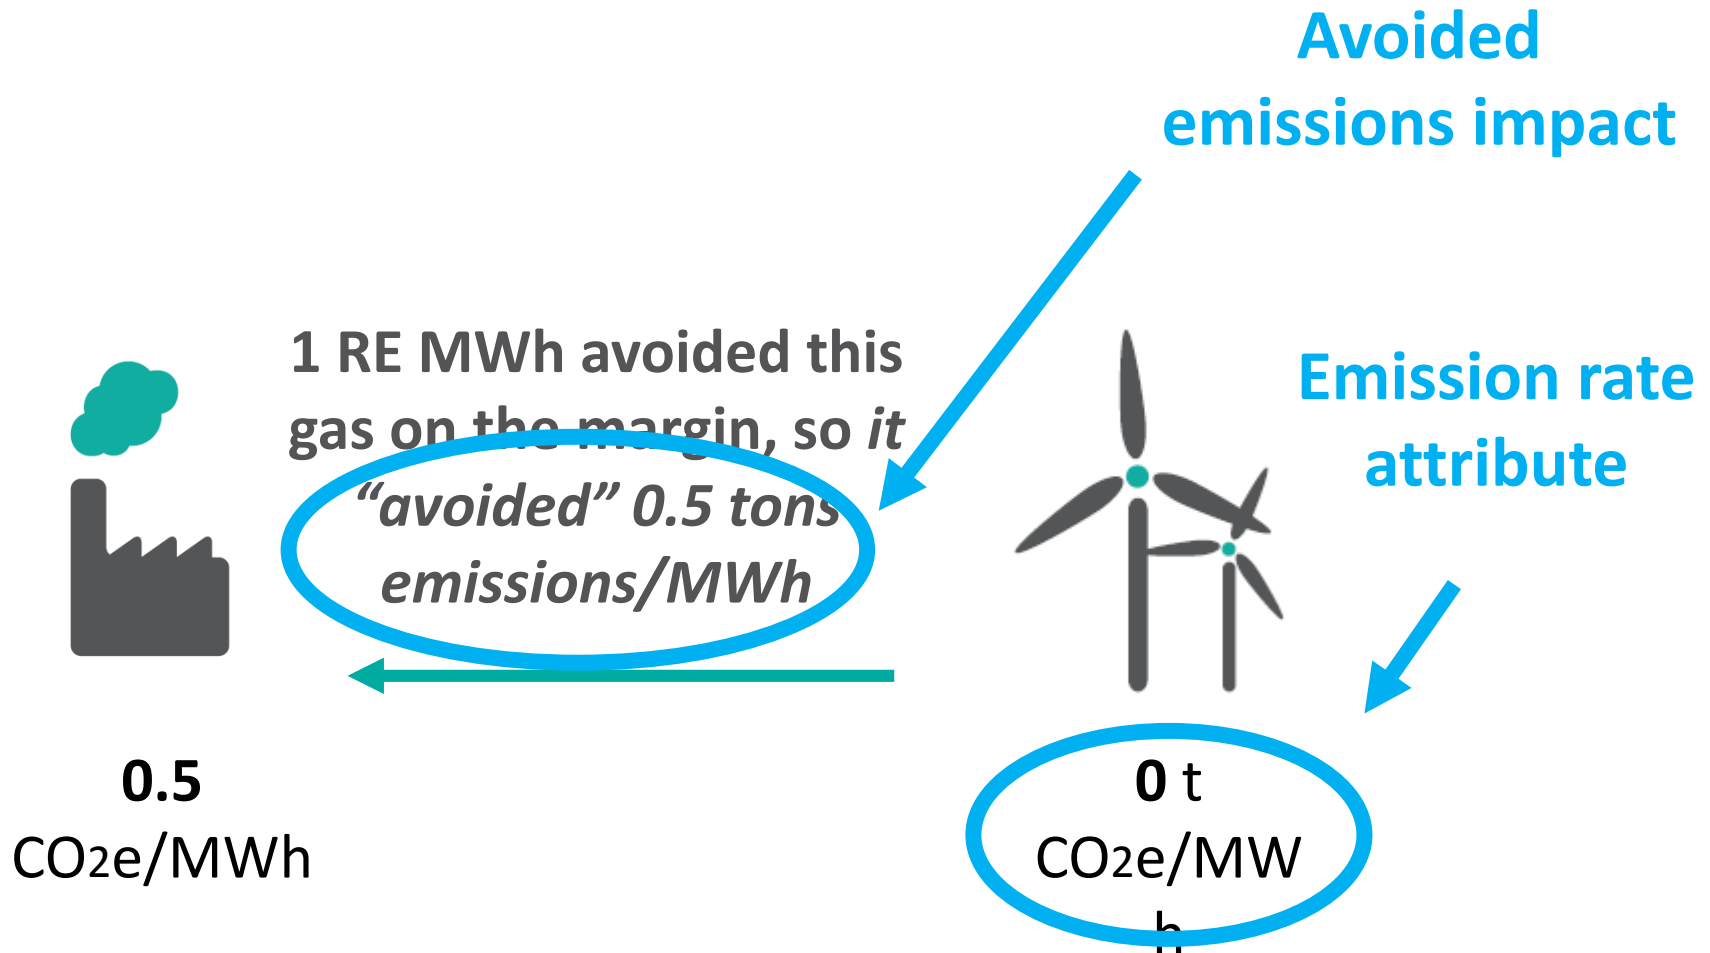 Avoided
emissions impact
1 RE MWh avoided this
gas on the margin, so it
“avoided” 0.5 tons
emissions/MWh
Emission rate
attribute
0.5
CO2e/MWh
0 t
CO2e/MW
h